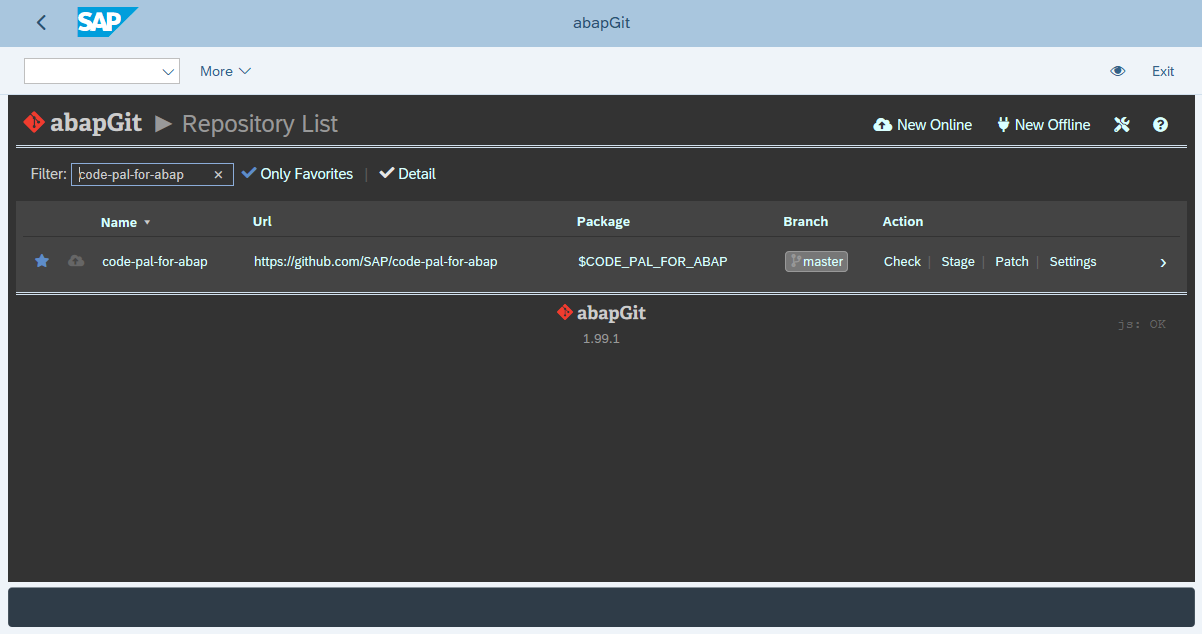 SAP abapGit
More Exit
abapGit ▶ Repository List New Online New Offline
Filter: code-pal-for-abap × Only Favorites | Detail
Name Url Package Branch Action
code-pal-for-abap https://github.com/SAP/code-pal-for-abap $CODE_PAL_FOR_ABAP master Check | Stage | Patch | Settings
abapGit
js: OK
1.99.1